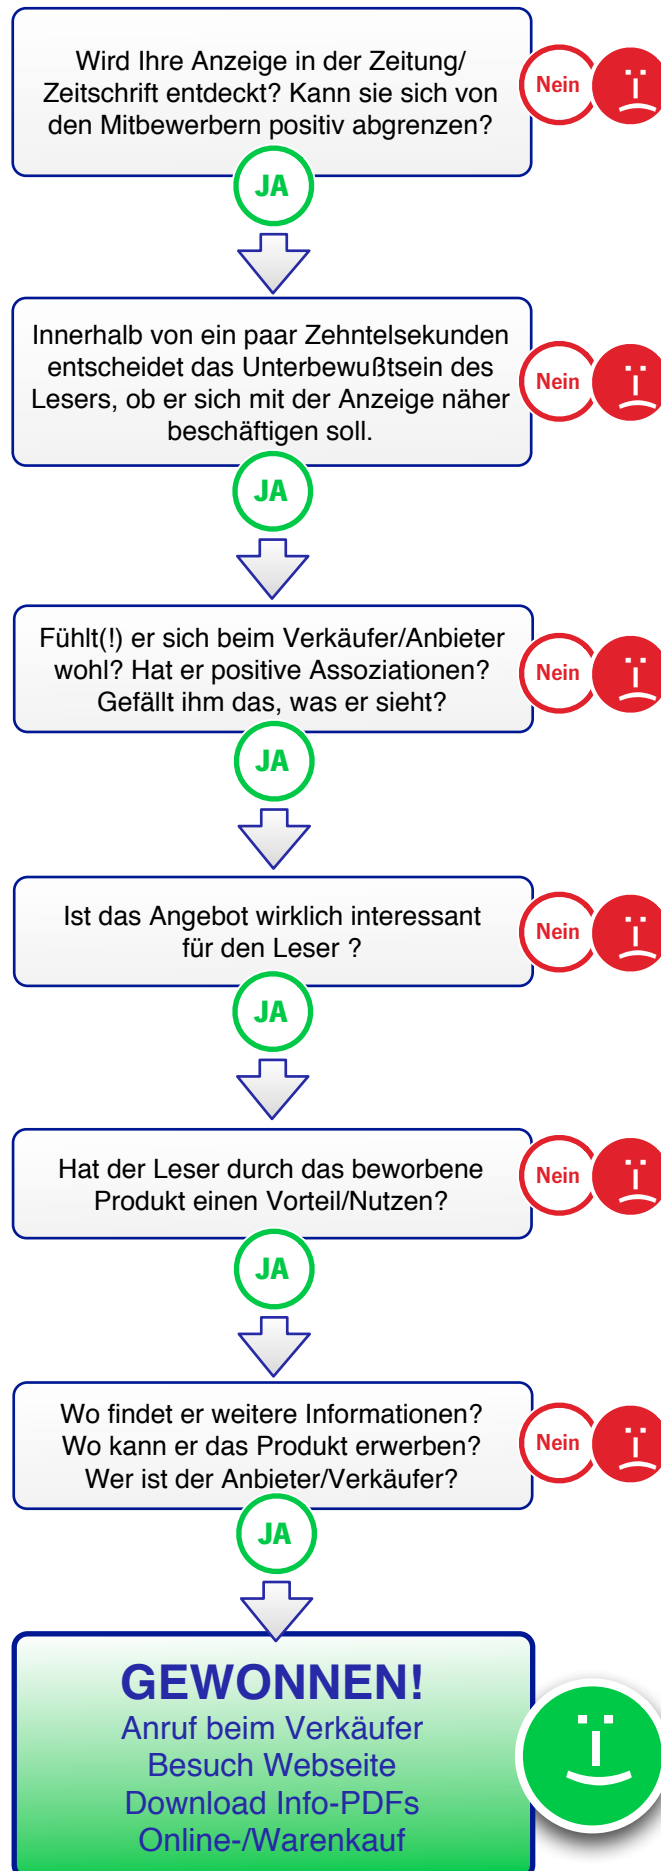 Wird Ihre Anzeige in der Zeitung/
Zeitschrift entdeckt? Kann sie sich von
den Mitbewerbern positiv abgrenzen?
Nein
JA
Innerhalb von ein paar Zehntelsekunden
entscheidet das Unterbewußtsein des
Lesers, ob er sich mit der Anzeige näher
beschäftigen soll.
Nein
JA
Fühlt(!) er sich beim Verkäufer/Anbieter
wohl? Hat er positive Assoziationen?
Gefällt ihm das, was er sieht?
Nein
JA
Ist das Angebot wirklich interessant
für den Leser ?
Nein
JA
Hat der Leser durch das beworbene
Produkt einen Vorteil/Nutzen?
Nein
JA
Wo findet er weitere Informationen?
Wo kann er das Produkt erwerben?
Wer ist der Anbieter/Verkäufer?
Nein
JA
GEWONNEN!
Anruf beim Verkäufer
Besuch Webseite
Download Info-PDFs
Online-/Warenkauf